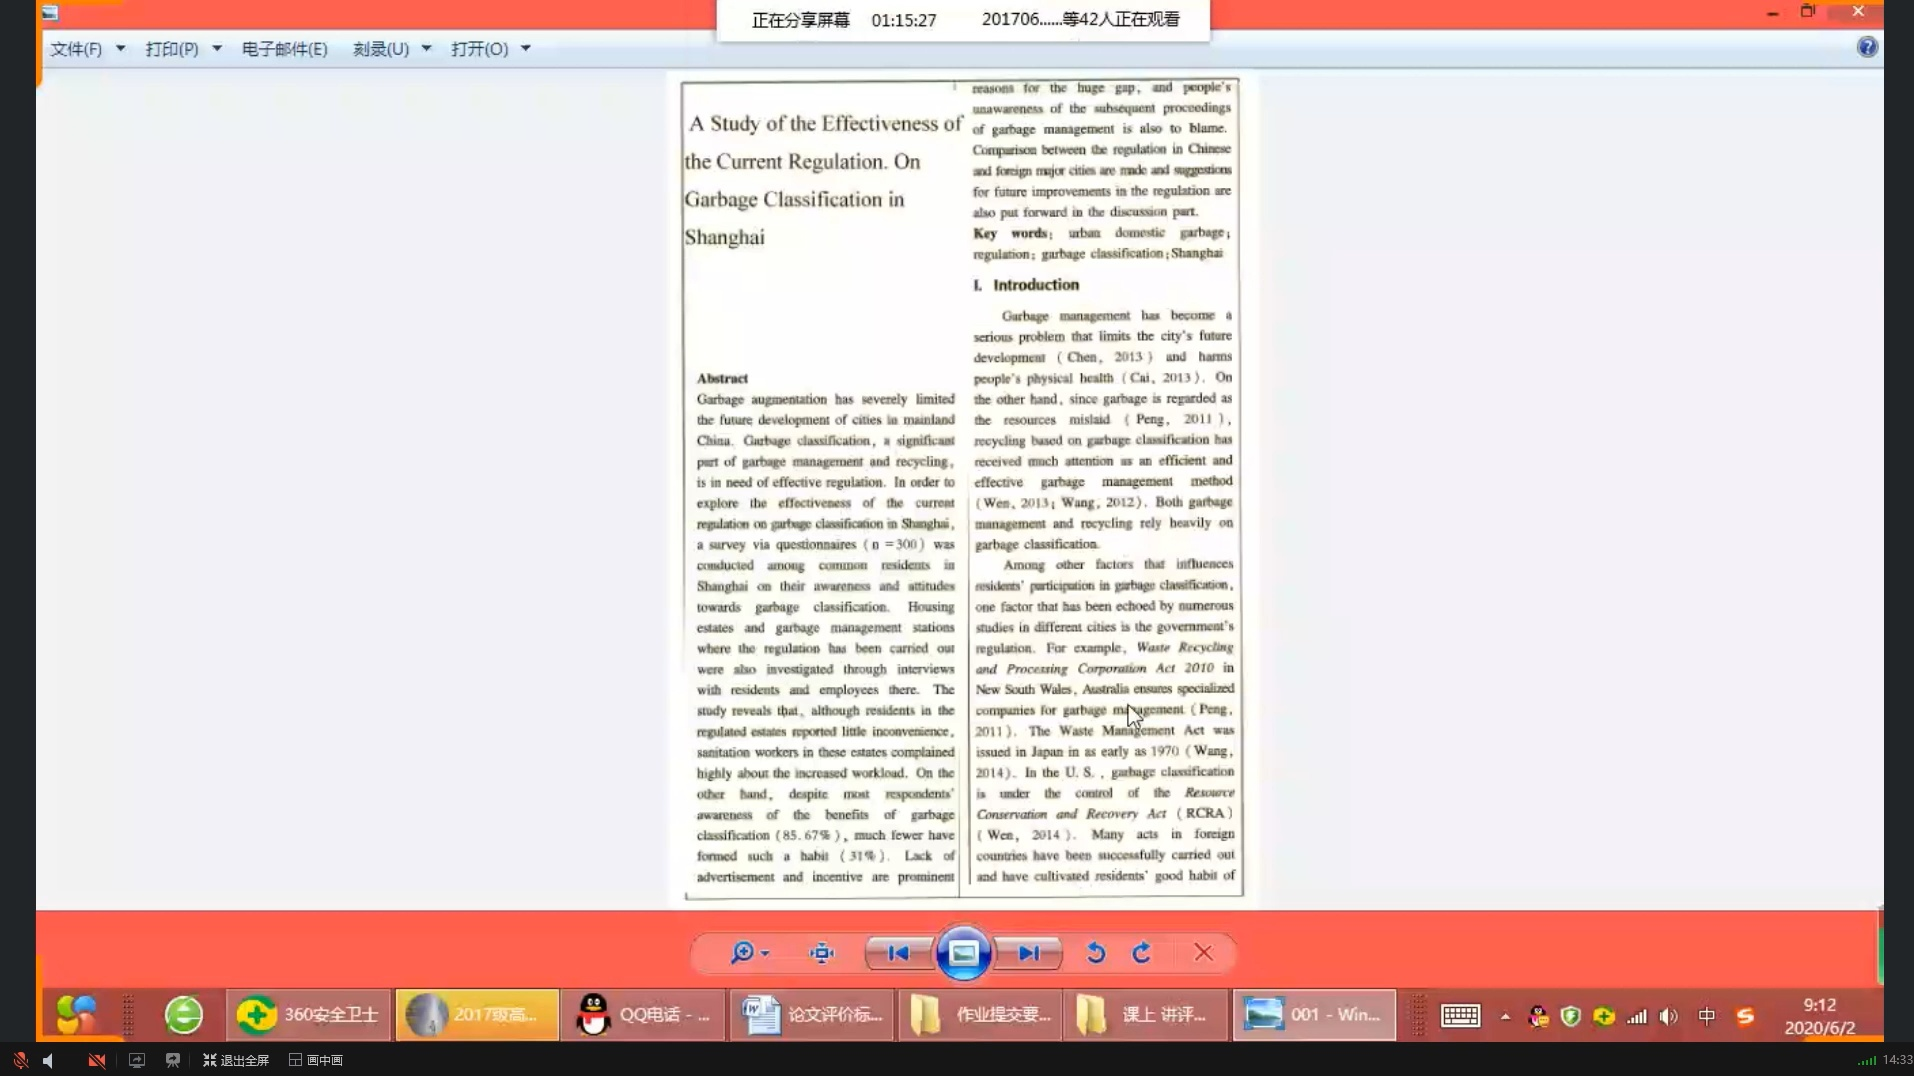 正在分享屏幕 01:15:27 201706......等42人正在观看
文件(F) 打印(P) 电子邮件(E) 刻录(U) 打开(O)
A Study of the Effectiveness of
the Current Regulation. On
Garbage Classification in
Shanghai
Abstract
Garbage augmentation has severely limited
the future development of cities in mainland
China. Garbage classification, a significant
part of garbage management and recycling,
is in need of effective regulation. In order to
explore the effectiveness of the current
regulation on garbage classification in Shanghai,
a survey via questionnaires (n =300) was
conducted among common residents in
Shanghai on their awareness and attitudes
towards garbage classification. Housing
estates and garbage management stations
where the regulation has been carried out
were also investigated through interviews
with residents and employees there. The
study reveals that, although residents in the
regulated estates reported little inconvenience,
sanitation workers in these estates complained
highly about the increased workload. On the
other hand, despite most respondents'
awareness of the benefits of garbage
classification (85.67%), much fewer have
formed such a habit (31%). Lack of
advertisement and incentive are prominent
reasons for the huge gap, and people's
unawareness of the subsequent proceedings
of garbage management is also to blame.
Comparison between the regulation in Chinese
and foreign major cities are made and suggestions
for future improvements in the regulation are
also put forward in the discussion part.
Key words: urban domestic garbage;
regulation; garbage classification; Shanghai
I. Introduction
Garbage management has become a
serious problem that limits the city's future
development (Chen, 2013) and harms
people's physical health (Cai, 2013). On
the other hand, since garbage is regarded as
the resources mislaid (Peng, 2011),
recycling based on garbage classification has
received much attention as an efficient and
effective garbage management method
(Wen, 2013; Wang, 2012). Both garbage
management and recycling rely heavily on
garbage classification.
Among other factors that influences
residents' participation in garbage classification,
one factor that has been echoed by numerous
studies in different cities is the government's
regulation. For example, Waste Recycling
and Processing Corporation Act 2010 in
New South Wales, Australia ensures specialized
companies for garbage management (Peng,
2011). The Waste Management Act was
issued in Japan in as early as 1970 (Wang,
2014). In the U.S., garbage classification
is under the control of the Resource
Conservation and Recovery Act (RCRA)
(Wen, 2014). Many acts in foreign
countries have been successfully carried out
and have cultivated residents' good habit of
360安全卫士 2017级高... QQ电话 - ... 论文评价标... 作业提交要... 课上 讲评... 001 - Win... 中 9:12
2020/6/2
退出全屏 画中画 14:33